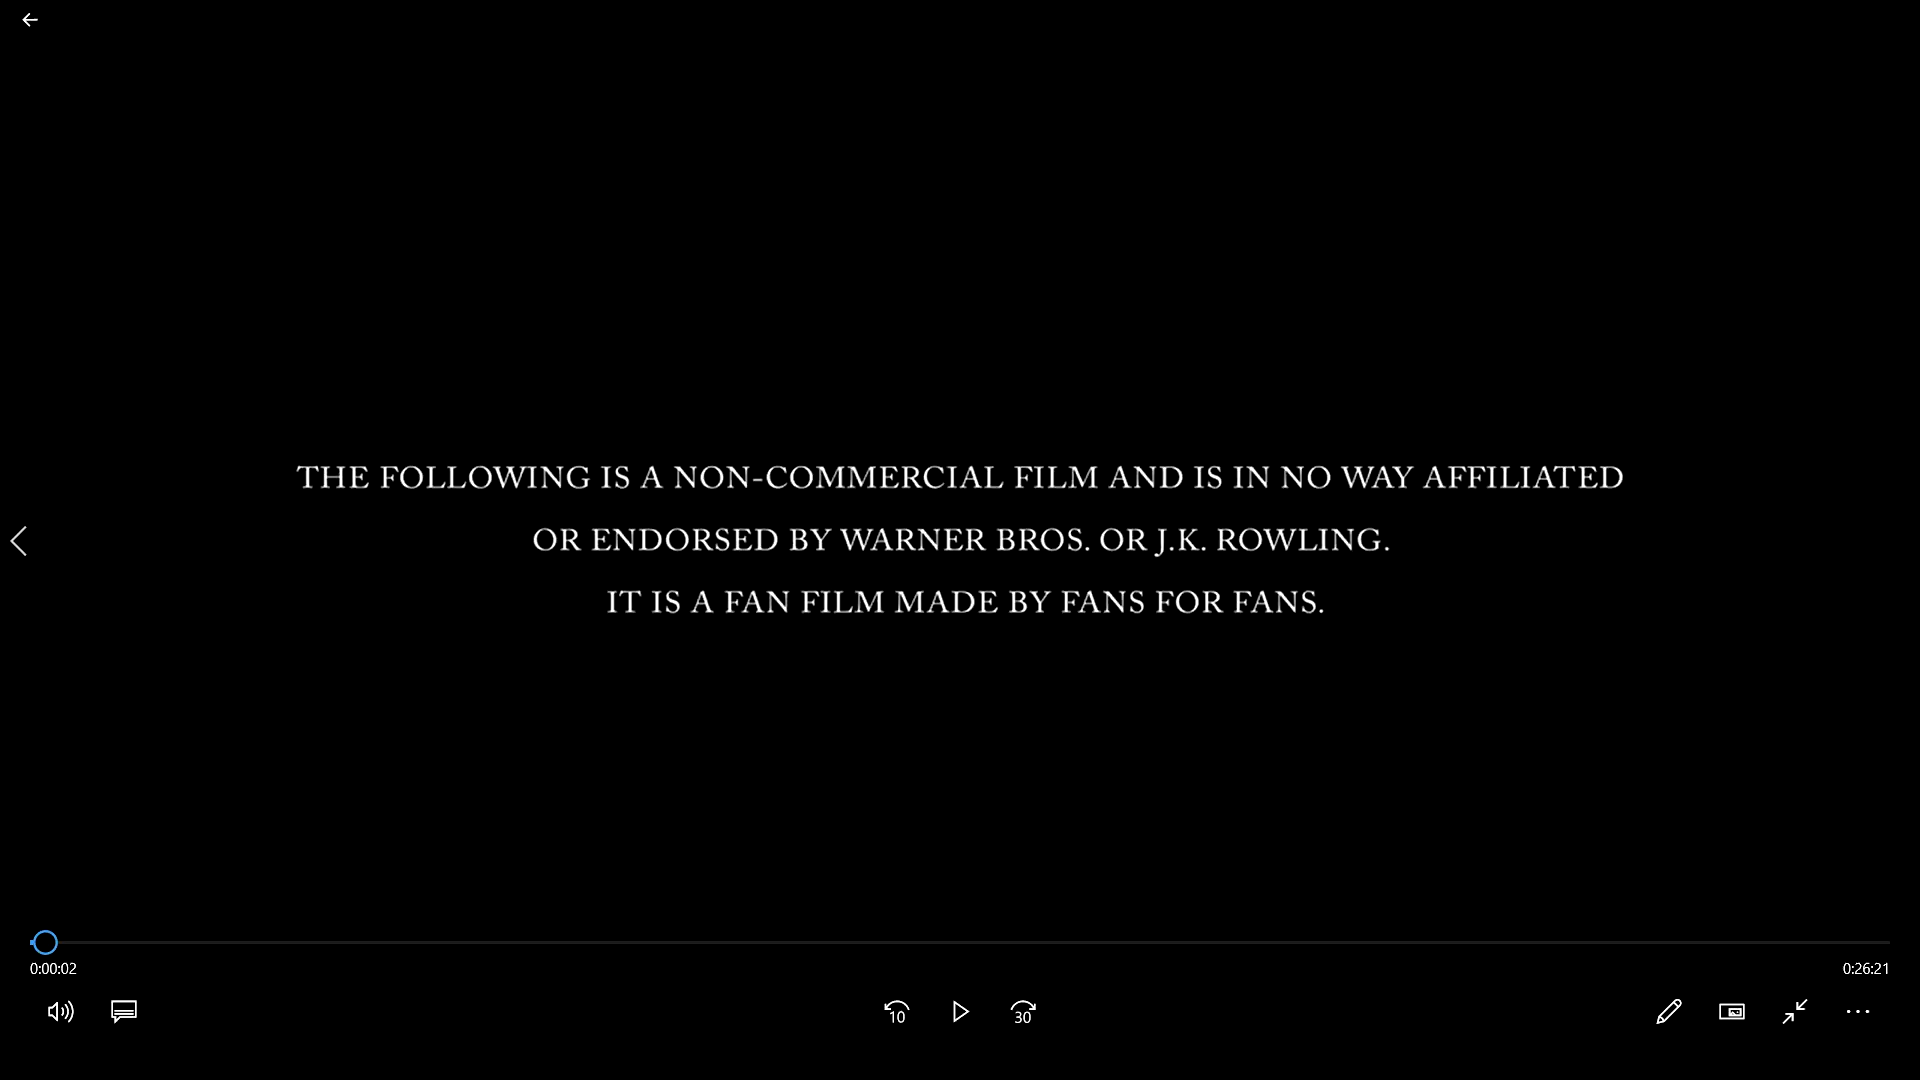 THE FOLLOWING IS A NON-COMMERCIAL FILM AND IS IN NO WAY AFFILIATED
OR ENDORSED BY WARNER BROS. OR J.K. ROWLING.
IT IS A FAN FILM MADE BY FANS FOR FANS.
0:00:02
0:26:21
10
30